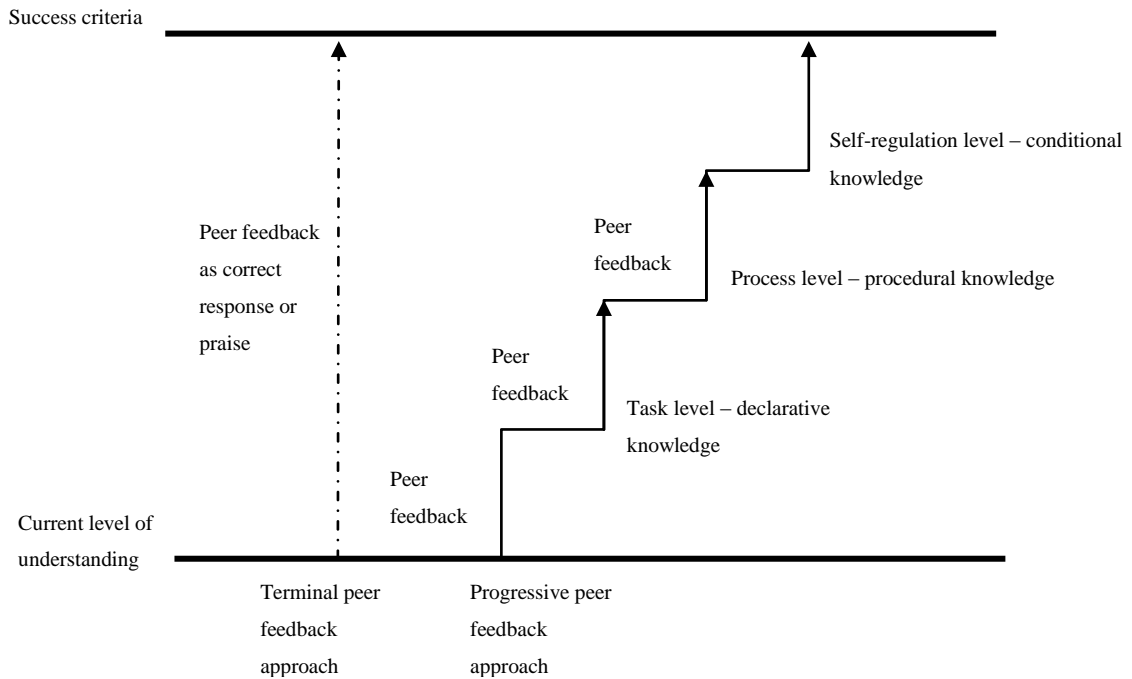 Success criteria
Self-regulation level – conditional
knowledge
Peer feedback
as correct
response or
praise
Peer
feedback
Process level – procedural knowledge
Peer
feedback
Task level – declarative
knowledge
Peer
feedback
Current level of
understanding
Terminal peer
feedback
approach
Progressive peer
feedback
approach